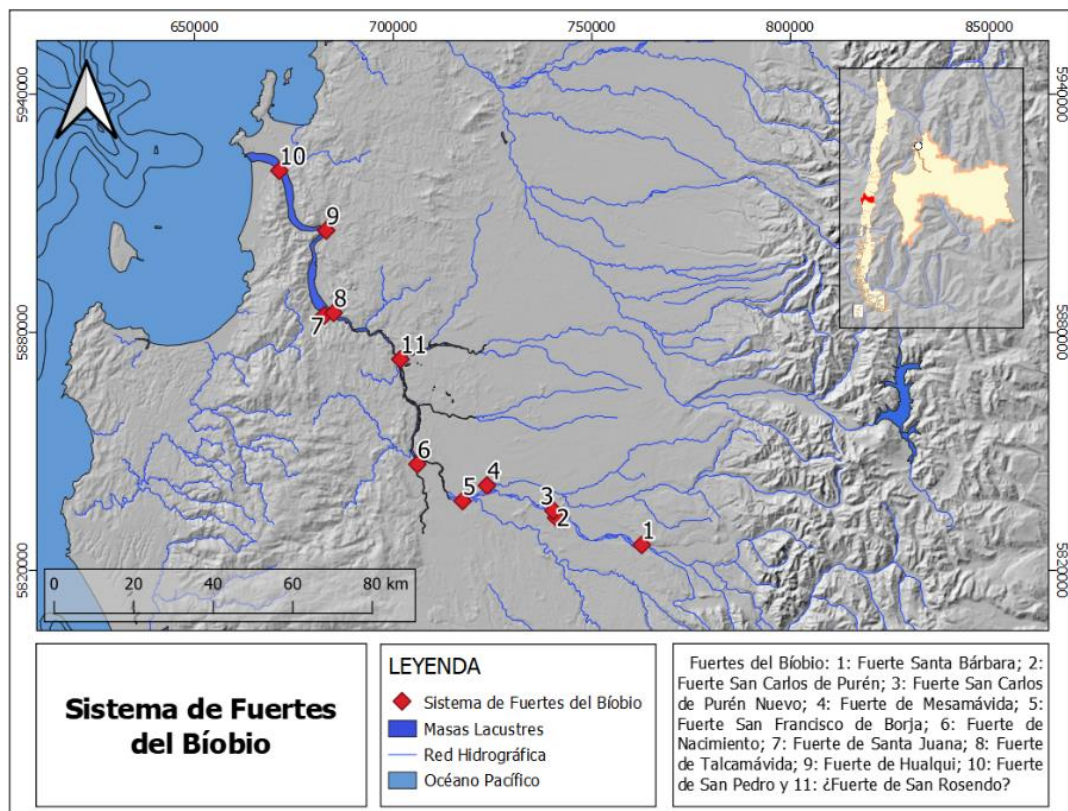 650000 700000 750000 800000 850000
5940000 5940000
10
9
8
7
5880000 5880000
11
6
4
5
3
2
1
5820000 5820000
0 20 40 60 80 km
Sistema de Fuertes
del Bíobio
LEYENDA
Sistema de Fuertes del Bíobio
Masas Lacustres
Red Hidrográfica
Océano Pacífico
Fuertes del Bíobio: 1: Fuerte Santa Bárbara; 2:
Fuerte San Carlos de Purén; 3: Fuerte San Carlos
de Purén Nuevo; 4: Fuerte de Mesamávida; 5:
Fuerte San Francisco de Borja; 6: Fuerte de
Nacimiento; 7: Fuerte de Santa Juana; 8: Fuerte
de Talcamávida; 9: Fuerte de Hualqui; 10: Fuerte
de San Pedro y 11: ¿Fuerte de San Rosendo?